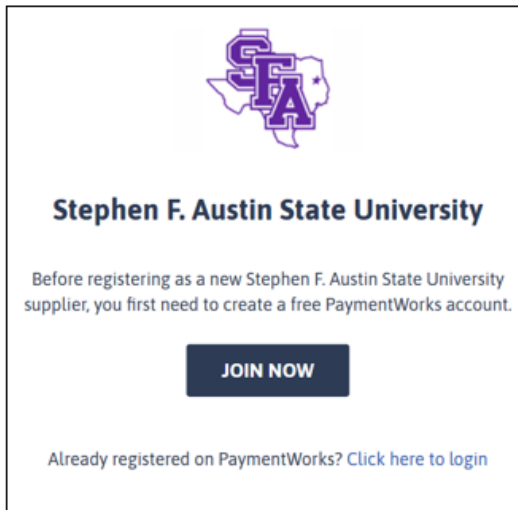 SFA
Stephen F. Austin State University
Before registering as a new Stephen F. Austin State University
supplier, you first need to create a free PaymentWorks account.
JOIN NOW
Already registered on PaymentWorks? Click here to login